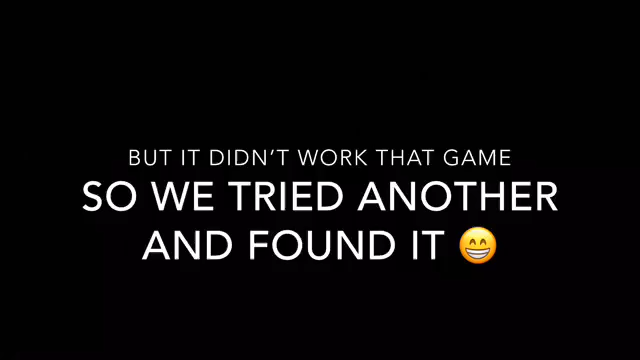 BUT IT DIDN’T WORK THAT GAME
SO WE TRIED ANOTHER
AND FOUND IT 😁